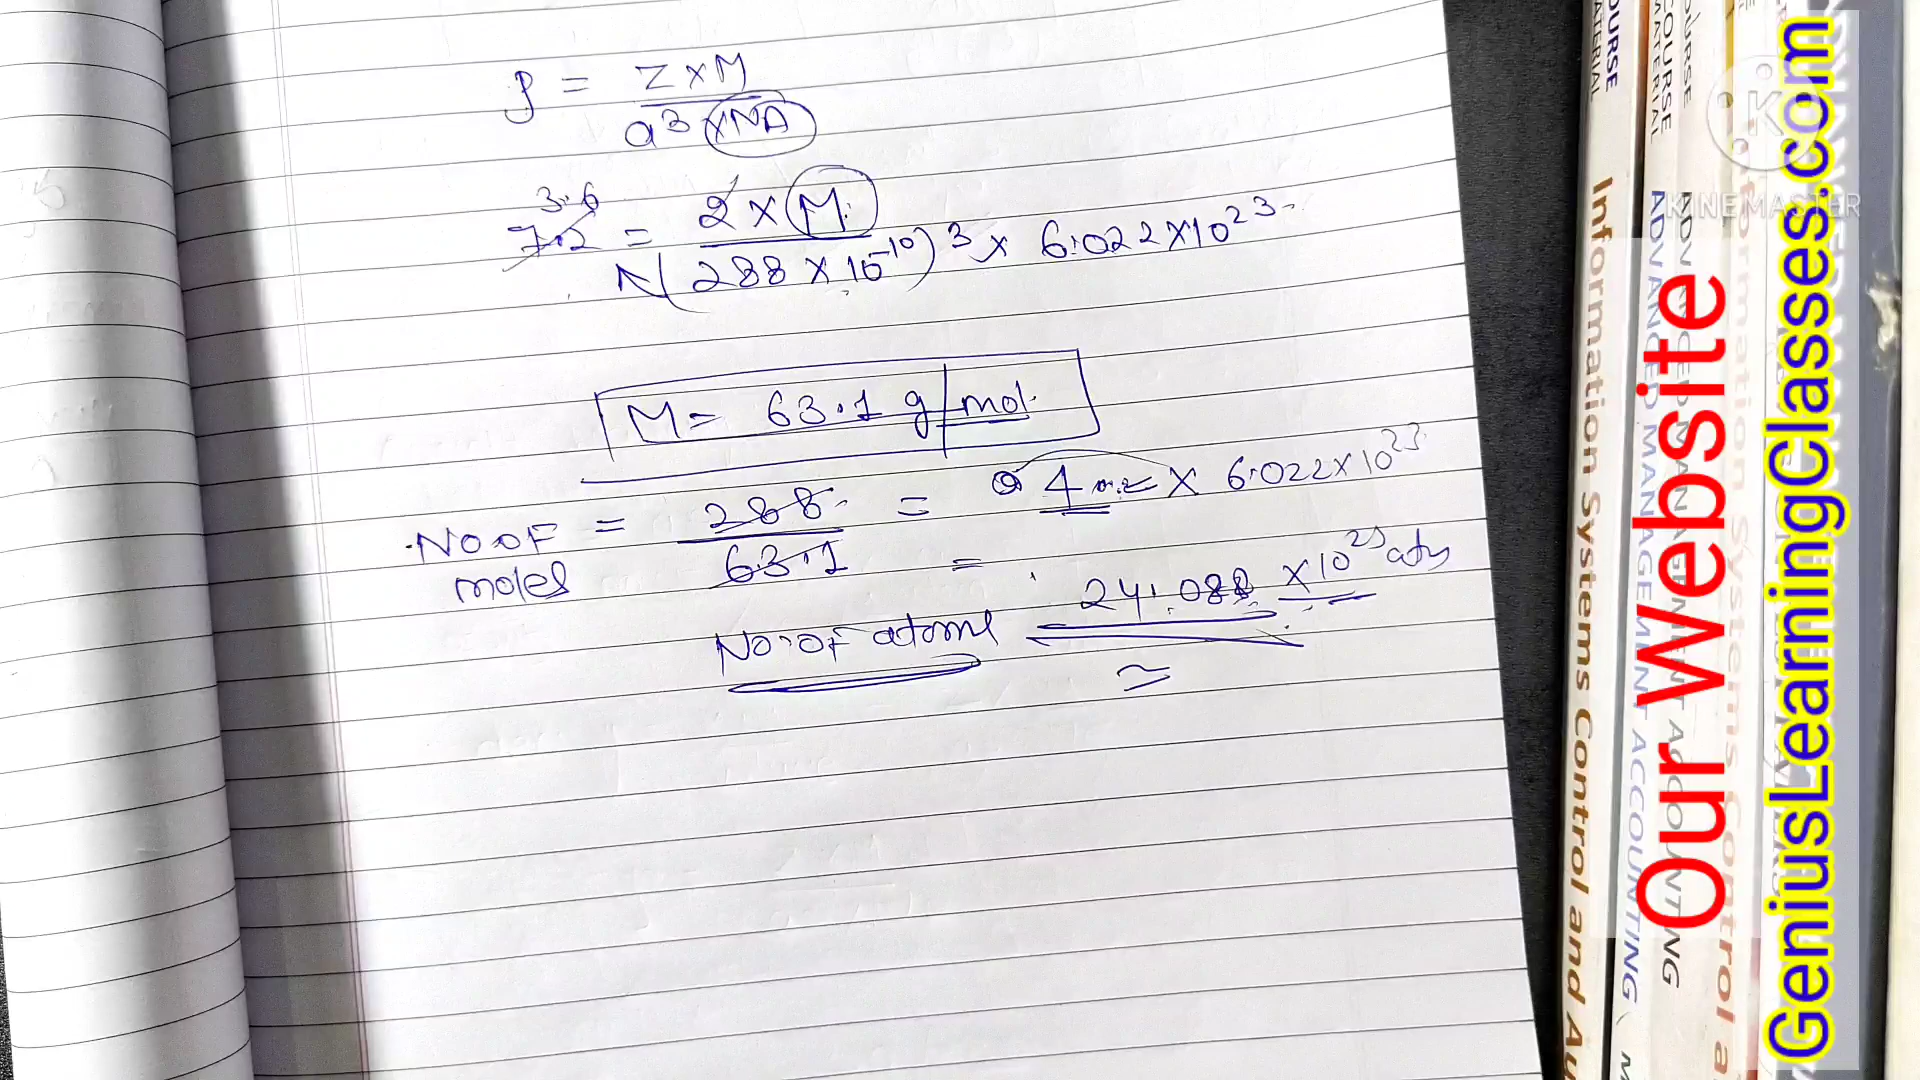 ρ = Z × M
a³ × NA
3.6
7.2 = 2 × M
(288 × 10⁻¹⁰)³ × 6.022 × 10²³
M = 63.1 g/mol.
No. of moles = 288 / 63.1 = 4 × 6.022 × 10²³
= 24.088 × 10²³
No. of atoms
≃
Our Website
GeniusLearningClasses.com
KINEMASTER
Information Systems Control and Au
ADVANCED MANAGEMENT ACCOUNTING
COURSE MATERIAL